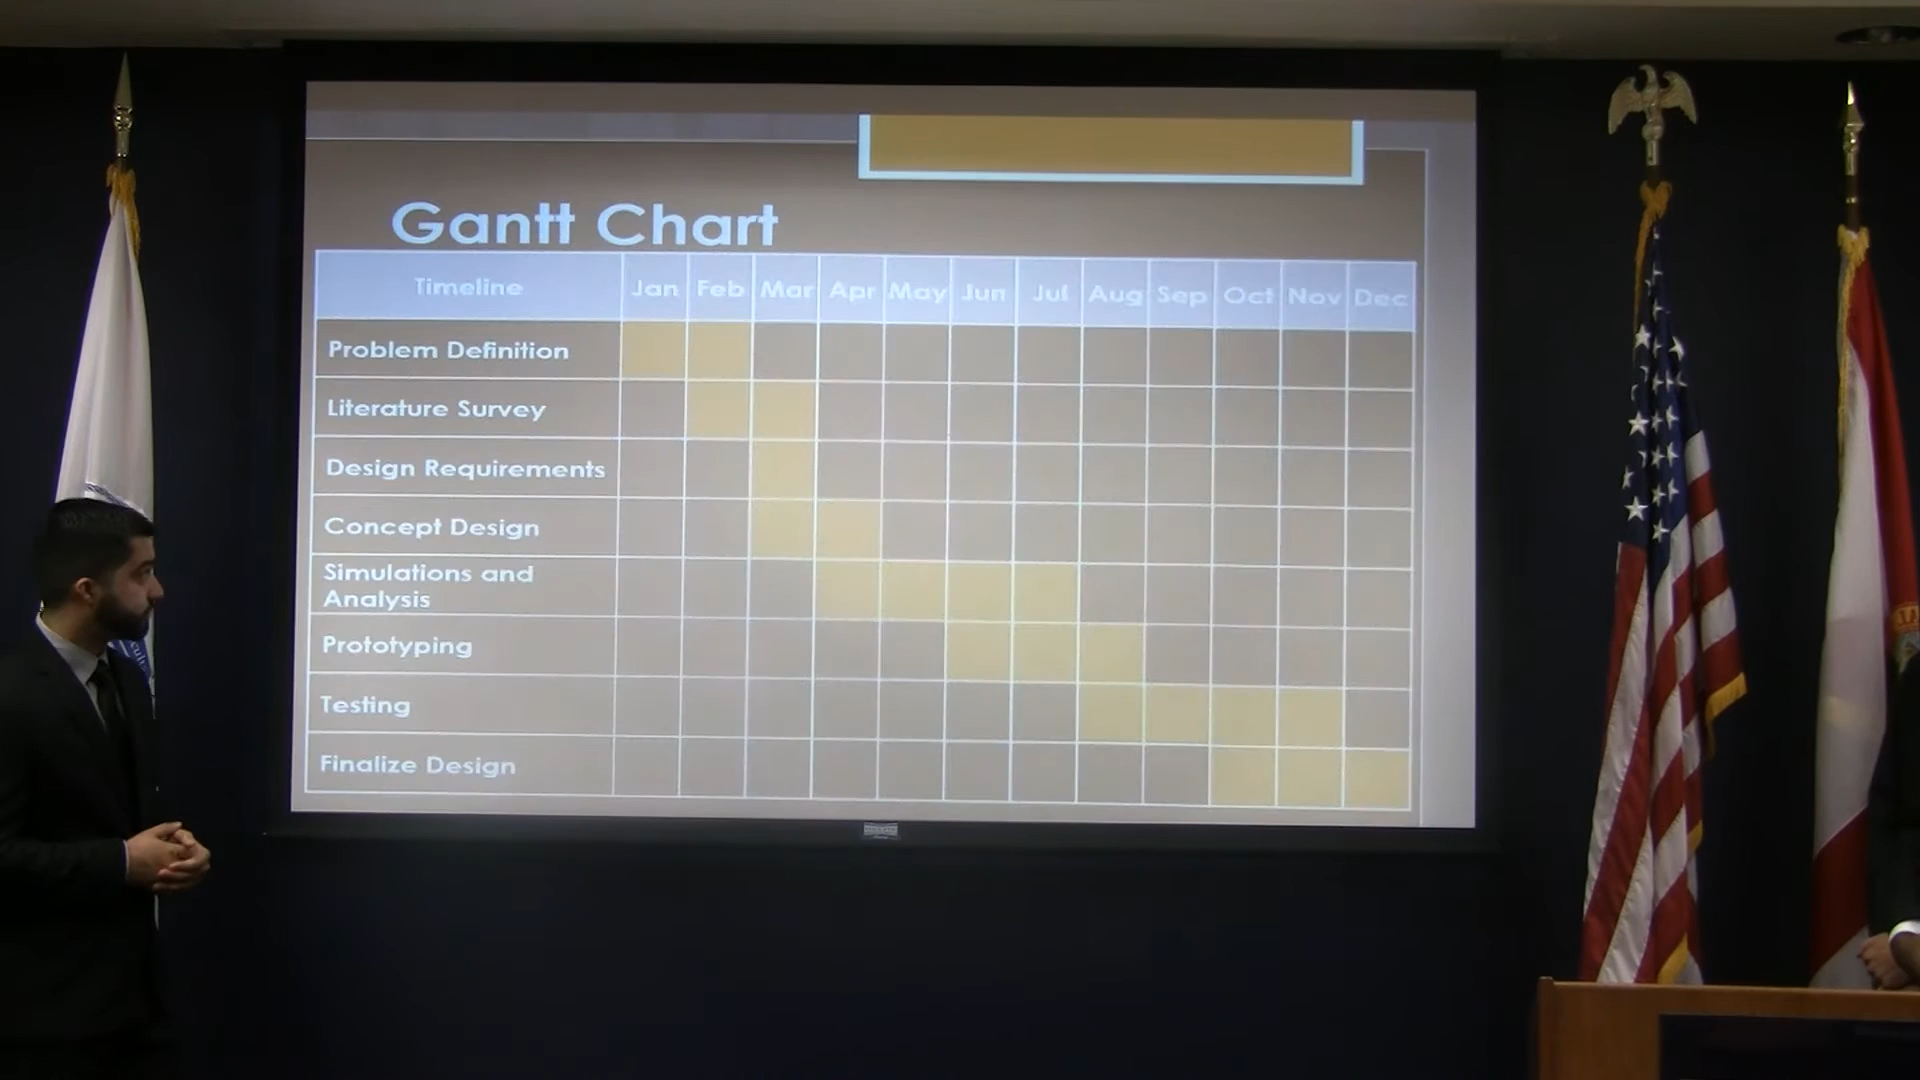 Gantt Chart
Timeline Jan Feb Mar Apr May Jun Jul Aug Sep Oct Nov Dec
Problem Definition
Literature Survey
Design Requirements
Concept Design
Simulations and
Analysis
Prototyping
Testing
Finalize Design